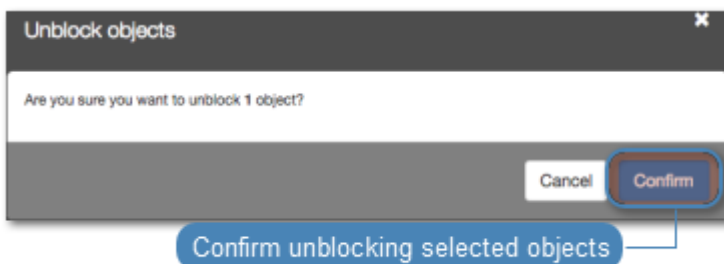 Unblock objects
Are you sure you want to unblock 1 object?
Cancel Confirm
Confirm unblocking selected objects